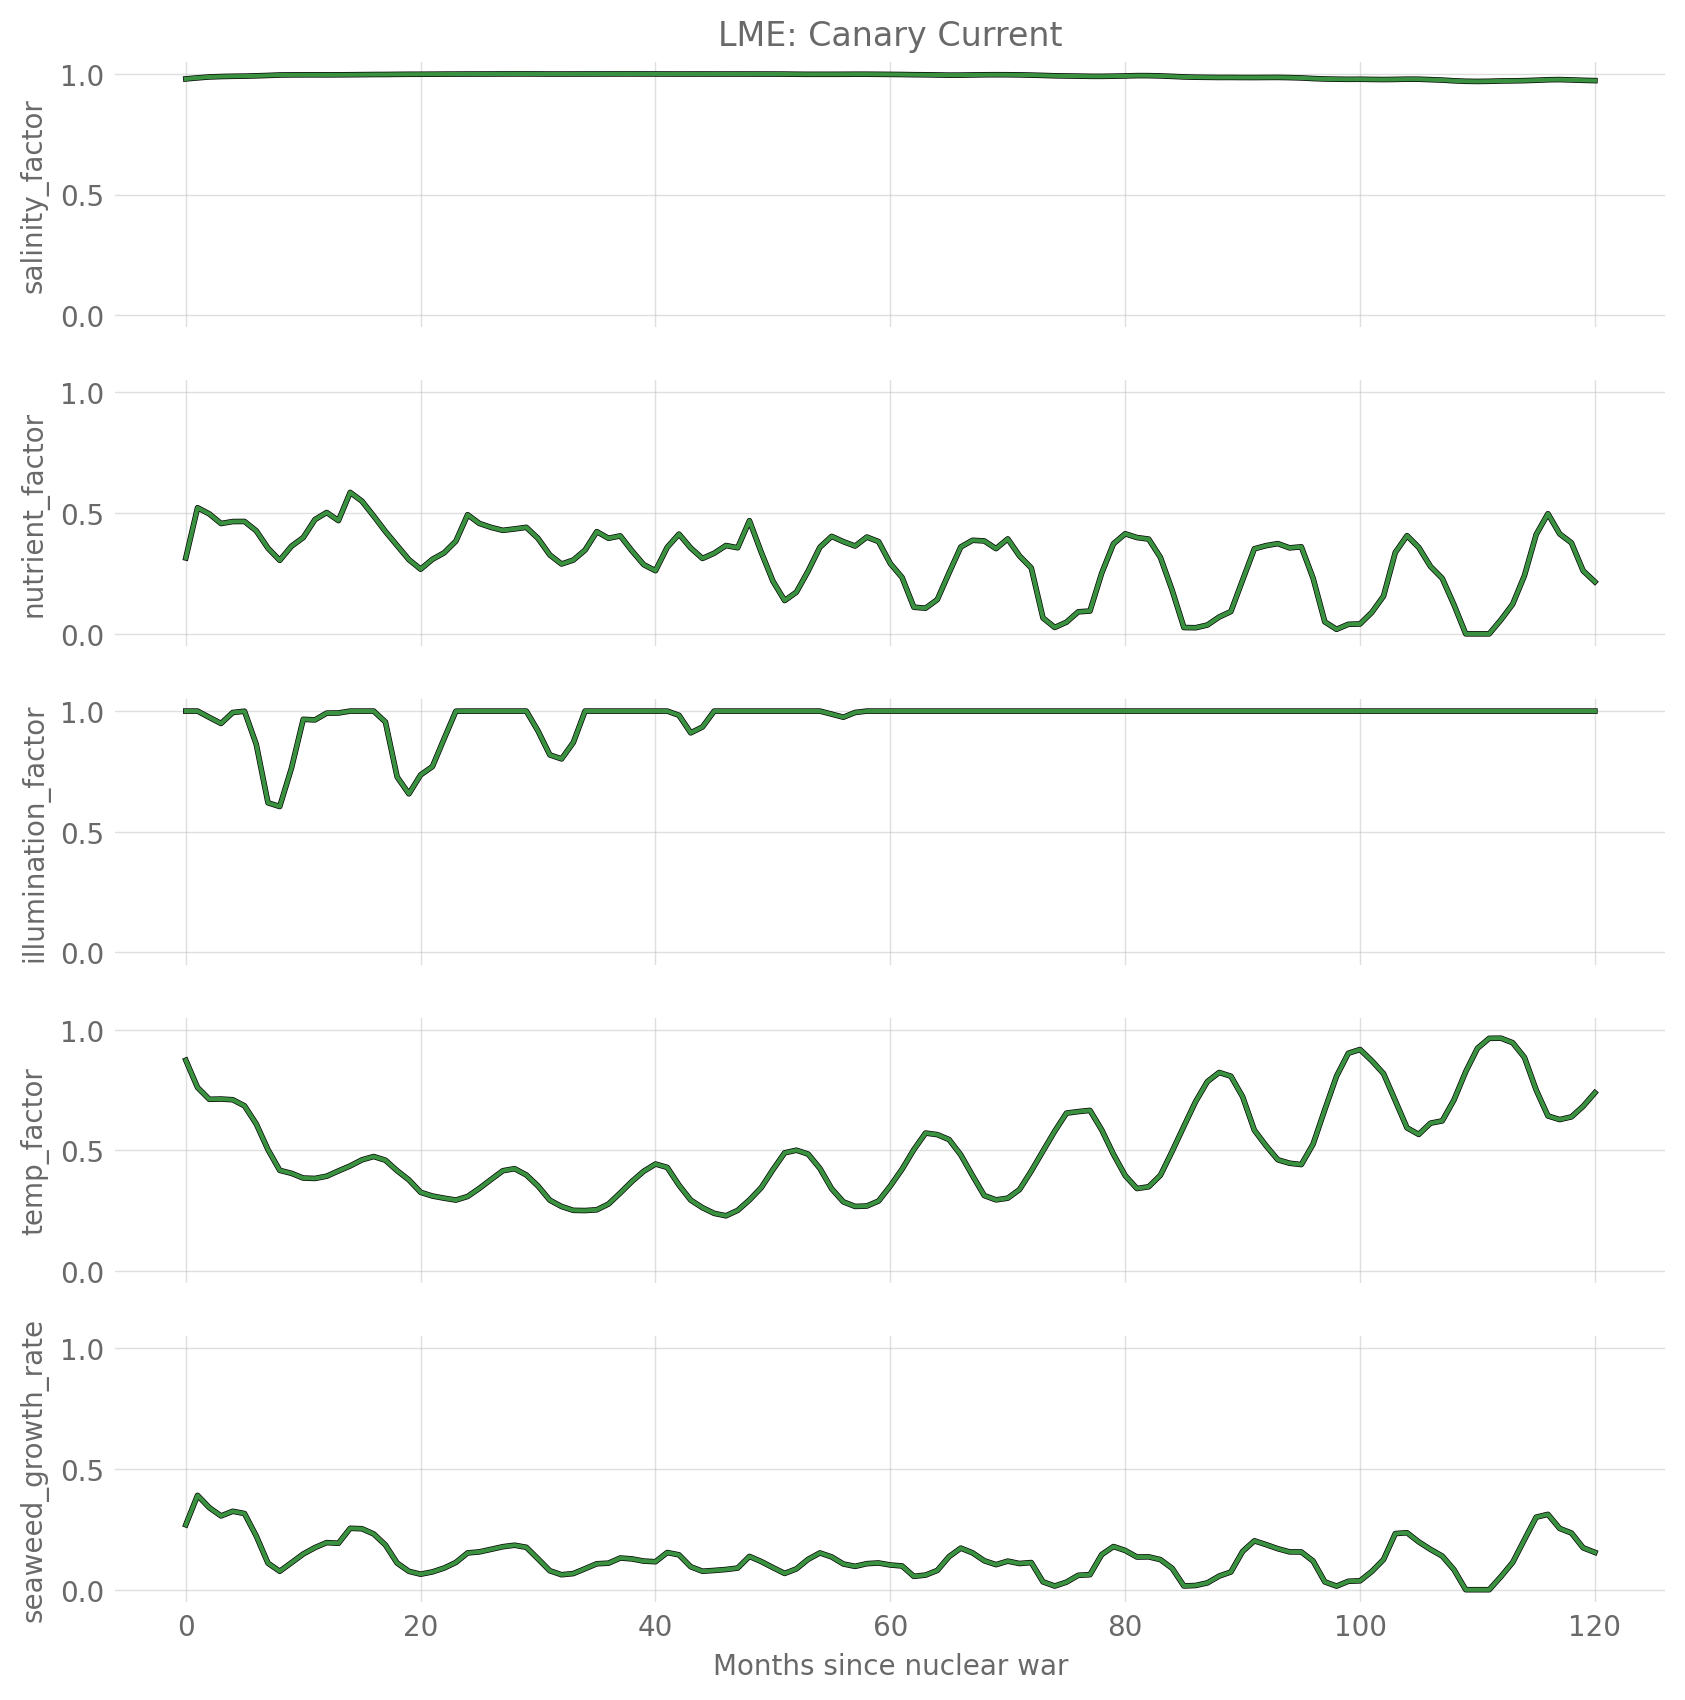 LME: Canary Current
salinity_factor
1.0
0.5
0.0
nutrient_factor
1.0
0.5
0.0
illumination_factor
1.0
0.5
0.0
temp_factor
1.0
0.5
0.0
seaweed_growth_rate
1.0
0.5
0.0
0 20 40 60 80 100 120
Months since nuclear war